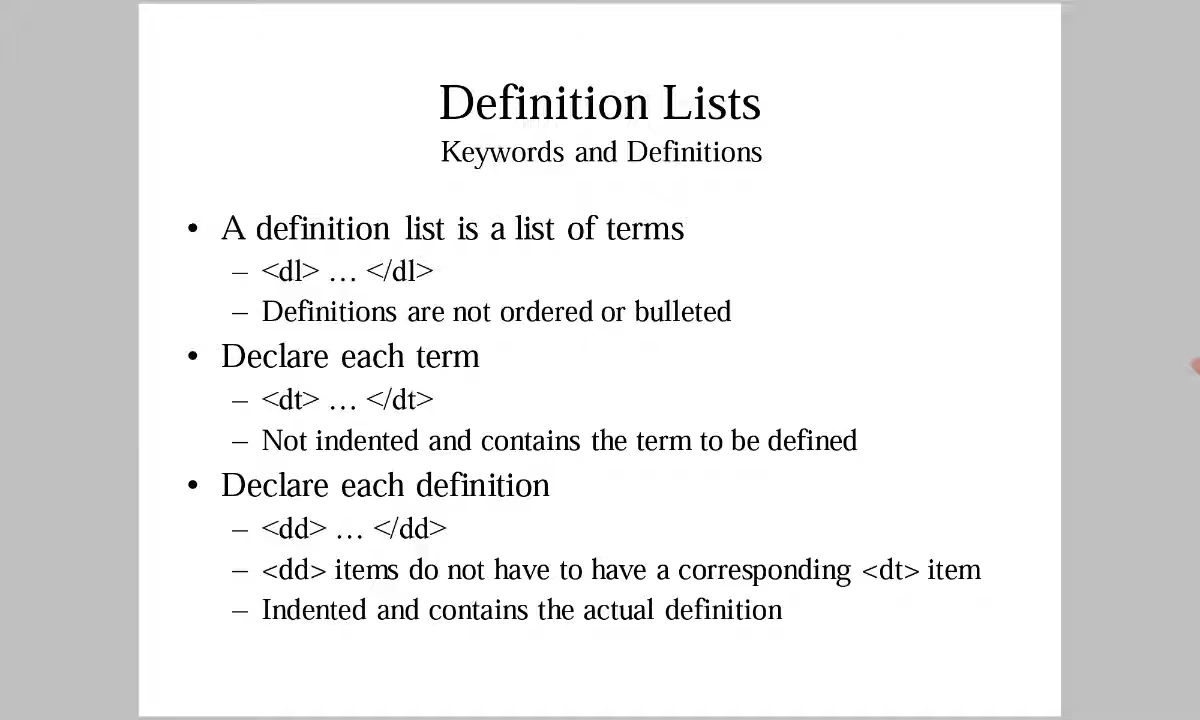 Definition Lists
Keywords and Definitions
• A definition list is a list of terms
– <dl> … </dl>
– Definitions are not ordered or bulleted
• Declare each term
– <dt> … </dt>
– Not indented and contains the term to be defined
• Declare each definition
– <dd> … </dd>
– <dd> items do not have to have a corresponding <dt> item
– Indented and contains the actual definition